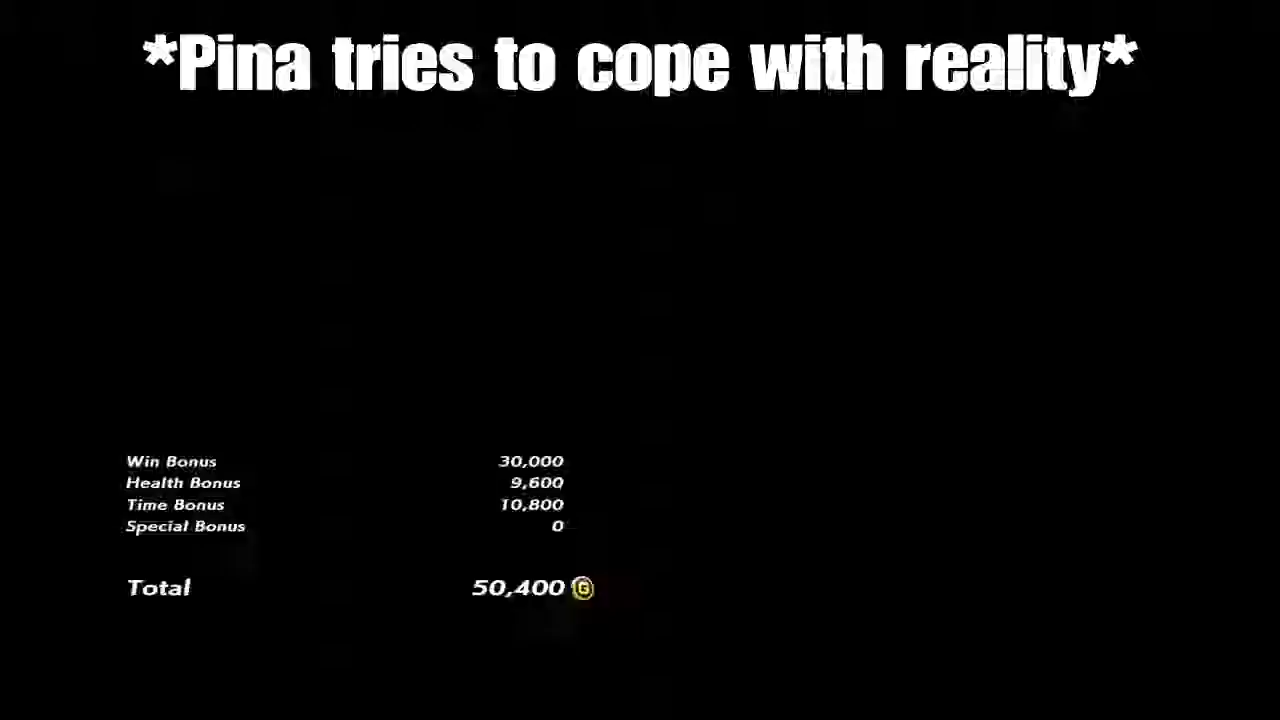 *Pina tries to cope with reality*
Win Bonus 30,000
Health Bonus 9,600
Time Bonus 10,800
Special Bonus 0
Total 50,400 G